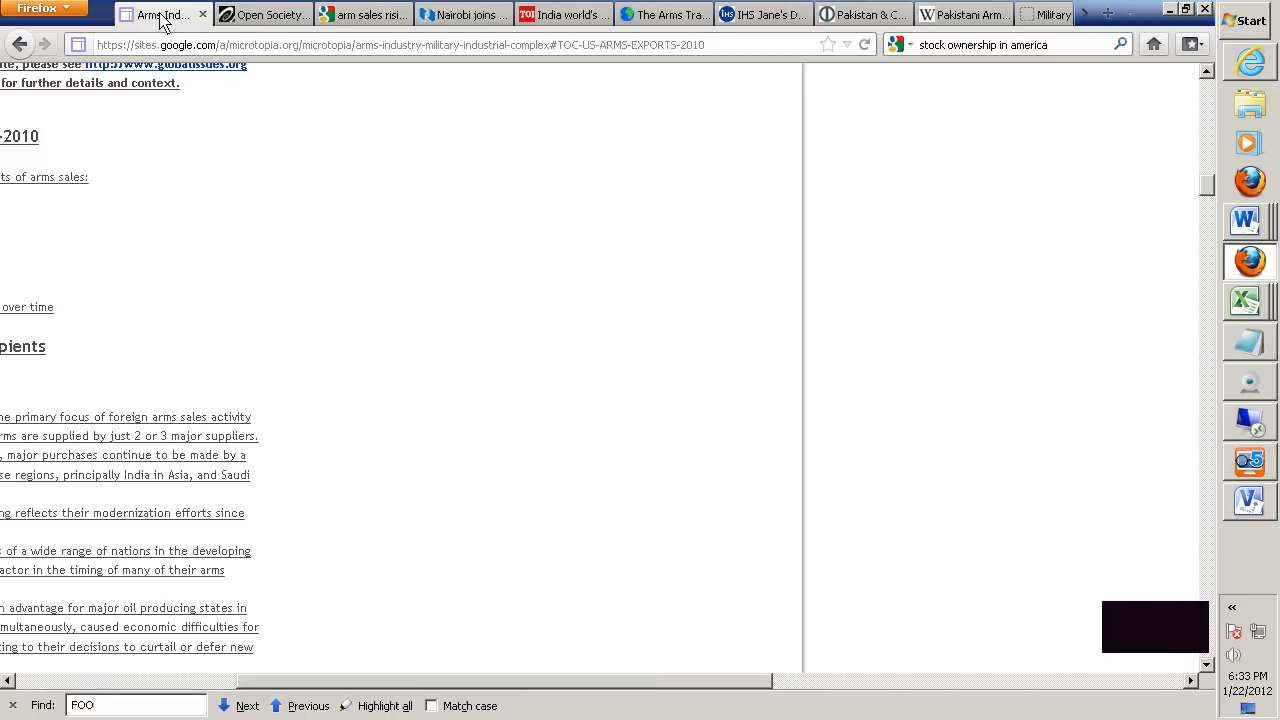 Firefox
Arms Ind...
Open Society...
arm sales risi...
Nairobi joins ...
TOI India world's ...
The Arms Tra...
IHS Jane's D...
Pakistan & C...
Pakistani Arm...
Military
Start
https://sites.google.com/a/microtopia.org/microtopia/arms-industry-military-industrial-complex#TOC-US-ARMS-EXPORTS-2010
stock ownership in america
te, please see http://www.globalissues.org
for further details and context.
-2010
ts of arms sales:
over time
pients
he primary focus of foreign arms sales activity
rms are supplied by just 2 or 3 major suppliers.
, major purchases continue to be made by a
se regions, principally India in Asia, and Saudi
ng reflects their modernization efforts since
s of a wide range of nations in the developing
actor in the timing of many of their arms
n advantage for major oil producing states in
multaneously, caused economic difficulties for
ting to their decisions to curtail or defer new
6:33 PM
1/22/2012
Find: FOO Next Previous Highlight all Match case